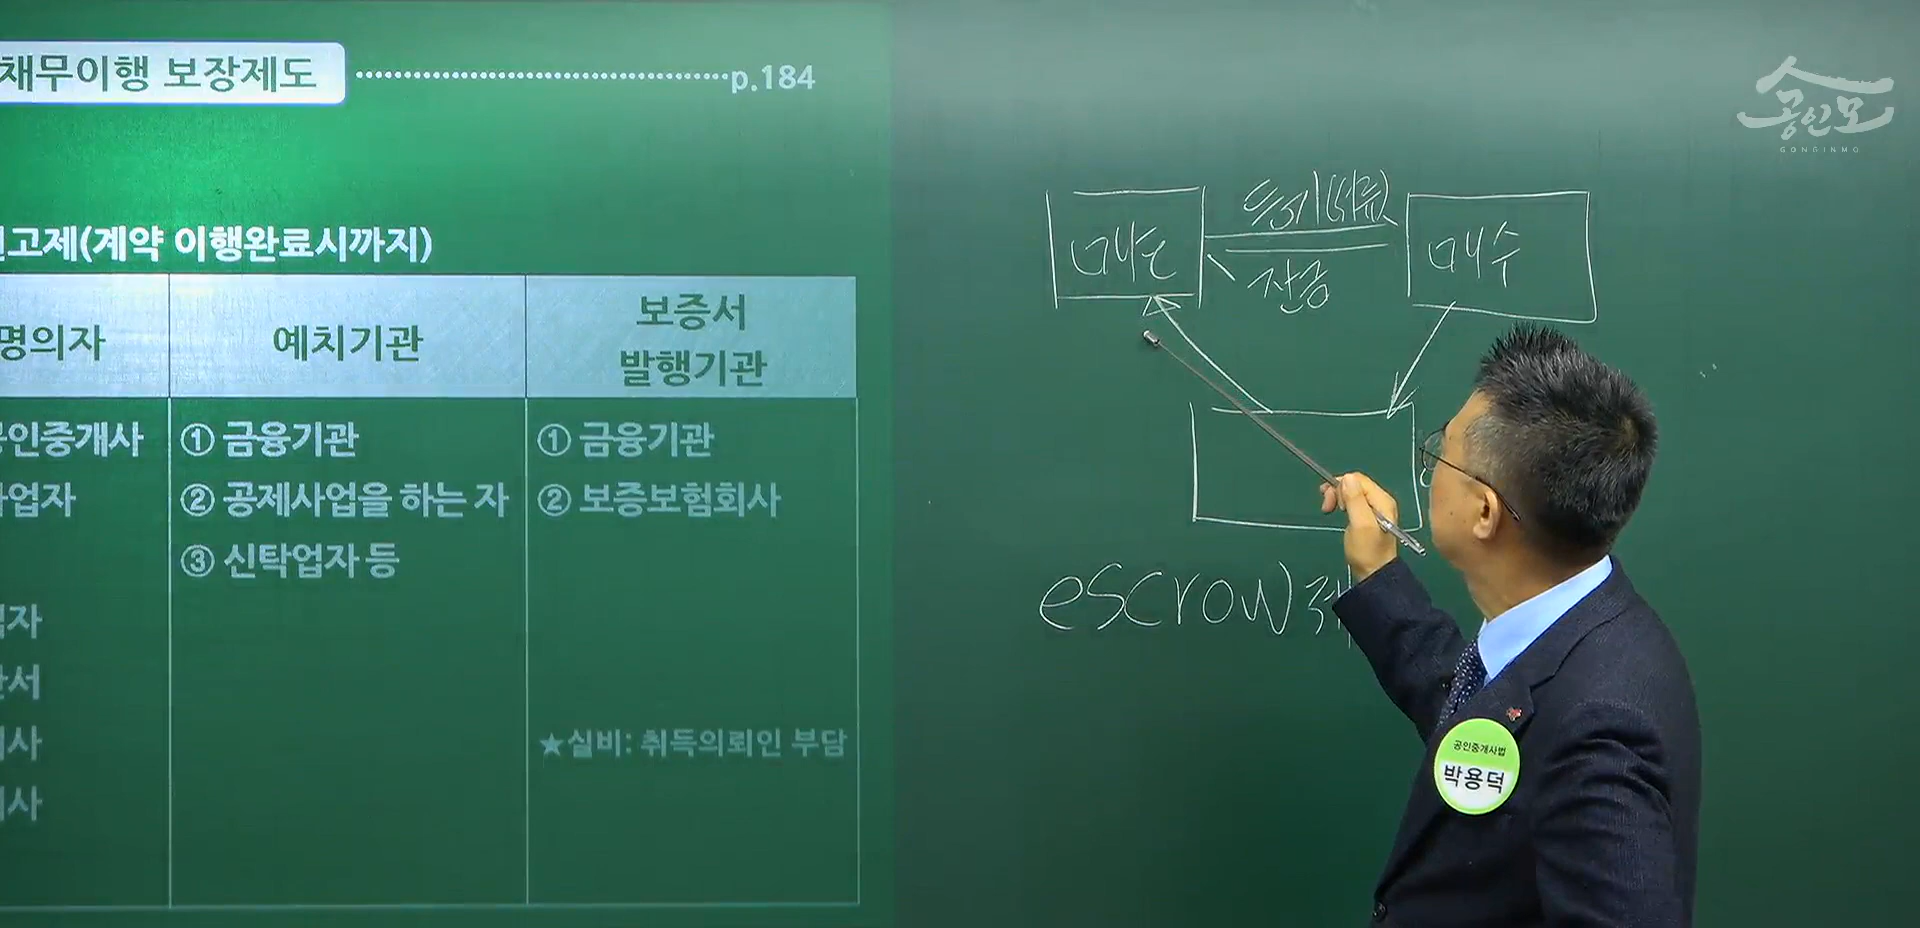 채무이행 보장제도 p.184
고제(계약 이행완료시까지)
명의자 예치기관 보증서 발행기관
공인중개사 ① 금융기관 ① 금융기관
사업자 ② 공제사업을 하는 자 ② 보증보험회사
③ 신탁업자 등
자
서
사 ★실비: 취득의뢰인 부담
사
매도 등기(서류) 매수
잔금
escrow제
공인중개사법
박용덕
공인모
GONGINMO